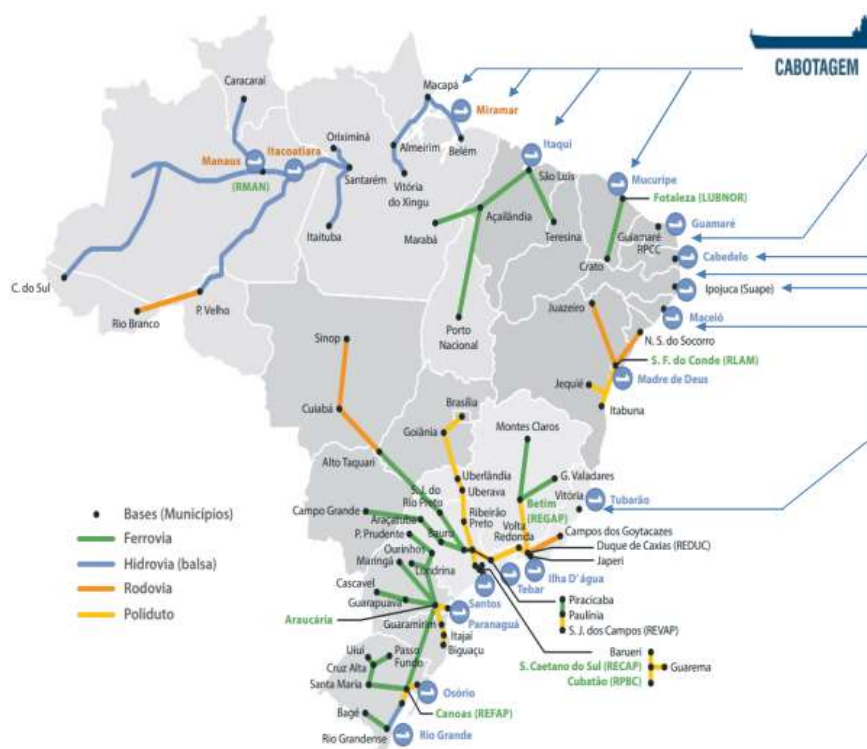 CABOTAGEM
Caracaraí
Macapá
Miramar
Oriximiná
Itacoatiara
Manaus
(RMAN)
Almeirim
Belém
Itaqui
São Luís
Santarém
Vitória
do Xingu
Mucuripe
Fotaleza (LUBNOR)
Açailândia
Marabá
Teresina
Guamaré
Guiamaré
RPCC
Itaituba
Crato
Cabedelo
C. do Sul
P. Velho
Rio Branco
Ipojuca (Suape)
Juazeiro
Maceió
Porto
Nacional
Sinop
N. S. do Socorro
S. F. do Conde (RLAM)
Madre de Deus
Jequié
Itabuna
Brasília
Cuiabá
Goiânia
Montes Claros
Alto Taquari
Uberlândia
Uberava
G. Valadares
S. J. do
Rio Preto
Vitória
Tubarão
Betim
(REGAP)
Campo Grande
Araçatuba
Ribeirão
Preto
Volta
Redonda
Campos dos Goytacazes
P. Prudente
Bauru
Duque de Caxias (REDUC)
Ourinhos
Japeri
Maringá
Londrina
Ilha D'água
Tebar
Cascavel
Guarapuava
Santos
Paranaguá
Piracicaba
Paulínia
S. J. dos Campos (REVAP)
Araucária
Guaramirim
Itajaí
Biguaçu
Barueri
S. Caetano do Sul (RECAP)
Guarema
Cubatão (RPBC)
Uiuí
Passo
Fundo
Cruz Alta
Santa Maria
Osório
Canoas (REFAP)
Bagé
Rio Grandense
Rio Grande
Bases (Municípios)
Ferrovia
Hidrovia (balsa)
Rodovia
Poliduto